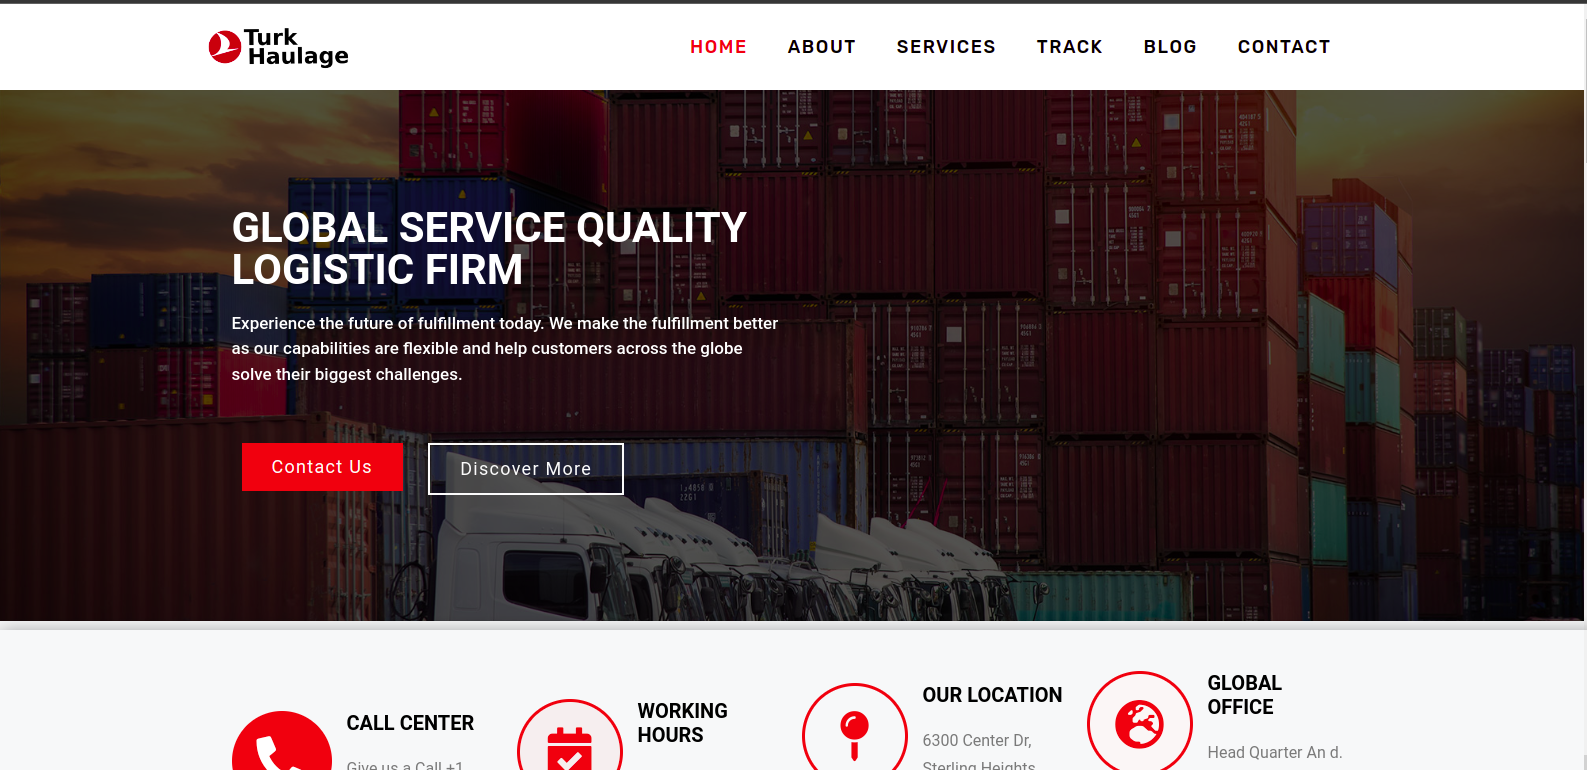 Turk
Haulage
HOME ABOUT SERVICES TRACK BLOG CONTACT
GLOBAL SERVICE QUALITY
LOGISTIC FIRM
Experience the future of fulfillment today. We make the fulfillment better
as our capabilities are flexible and help customers across the globe
solve their biggest challenges.
Contact Us
Discover More
CALL CENTER
Give us a Call +1
WORKING
HOURS
OUR LOCATION
6300 Center Dr,
Sterling Heights
GLOBAL
OFFICE
Head Quarter An d.